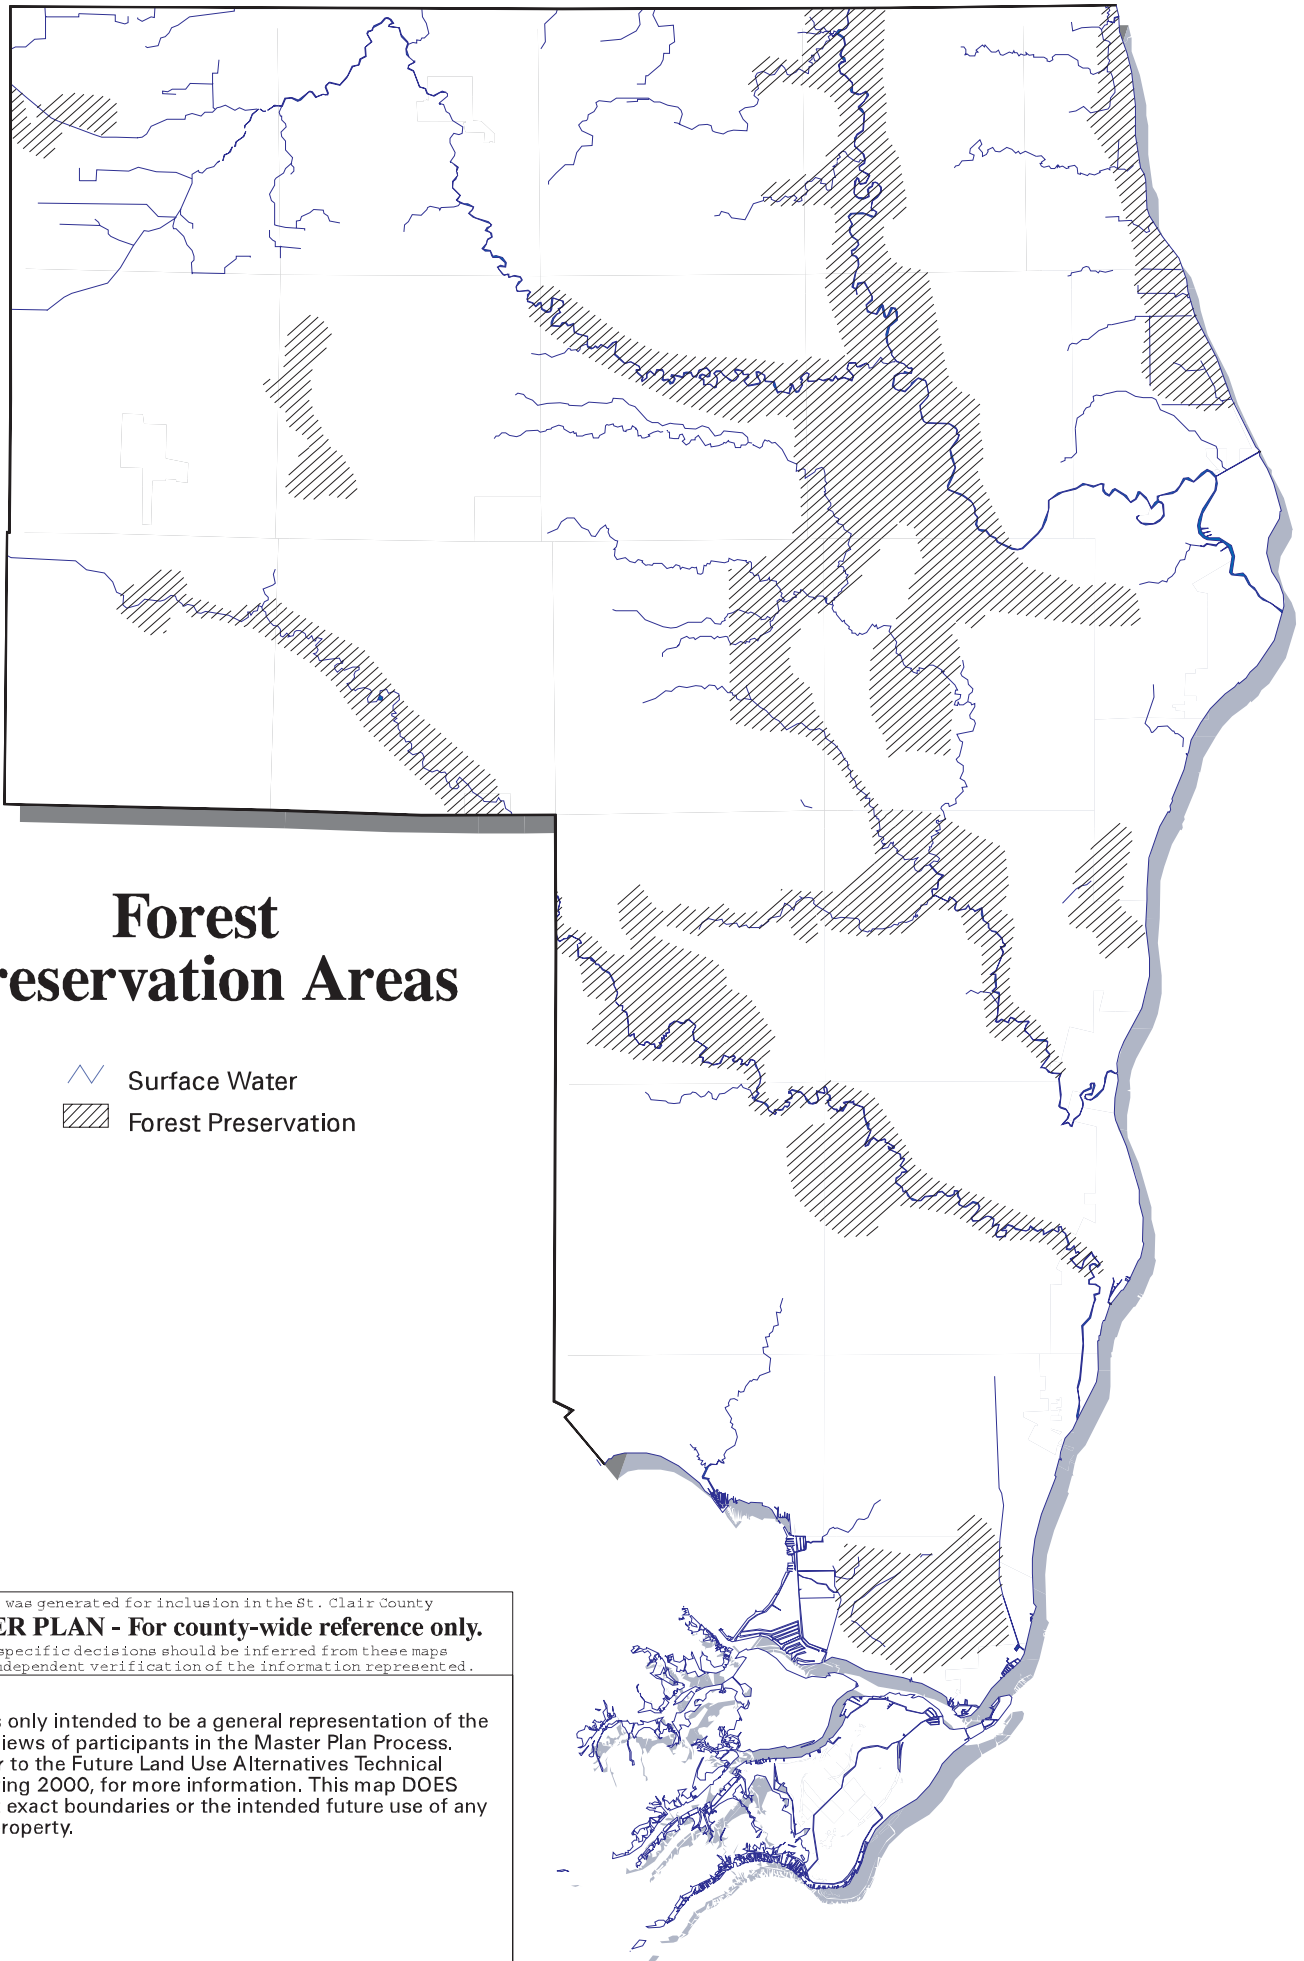 Forest
reservation Areas
Surface Water
Forest Preservation
was generated for inclusion in the St. Clair County
ER PLAN - For county-wide reference only.
specific decisions should be inferred from these maps
ndependent verification of the information represented.
s only intended to be a general representation of the
iews of participants in the Master Plan Process.
r to the Future Land Use Alternatives Technical
ing 2000, for more information. This map DOES
exact boundaries or the intended future use of any
roperty.